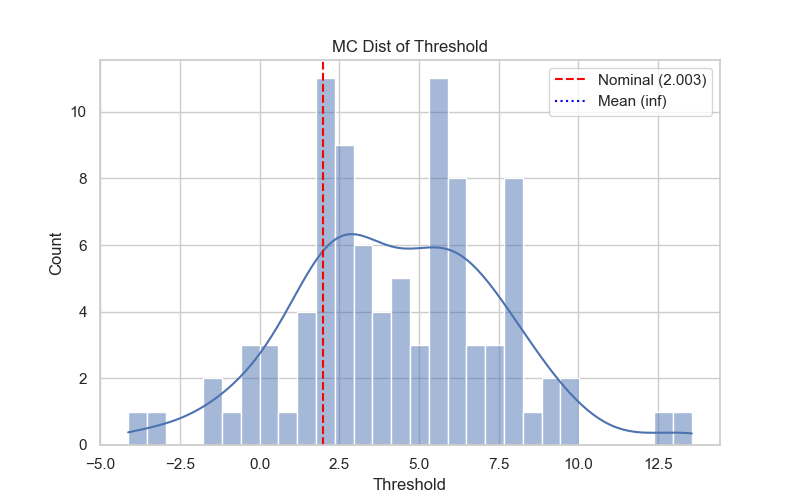 MC Dist of Threshold
Nominal (2.003)
Mean (inf)
Count
10
8
6
4
2
0
−5.0 −2.5 0.0 2.5 5.0 7.5 10.0 12.5
Threshold